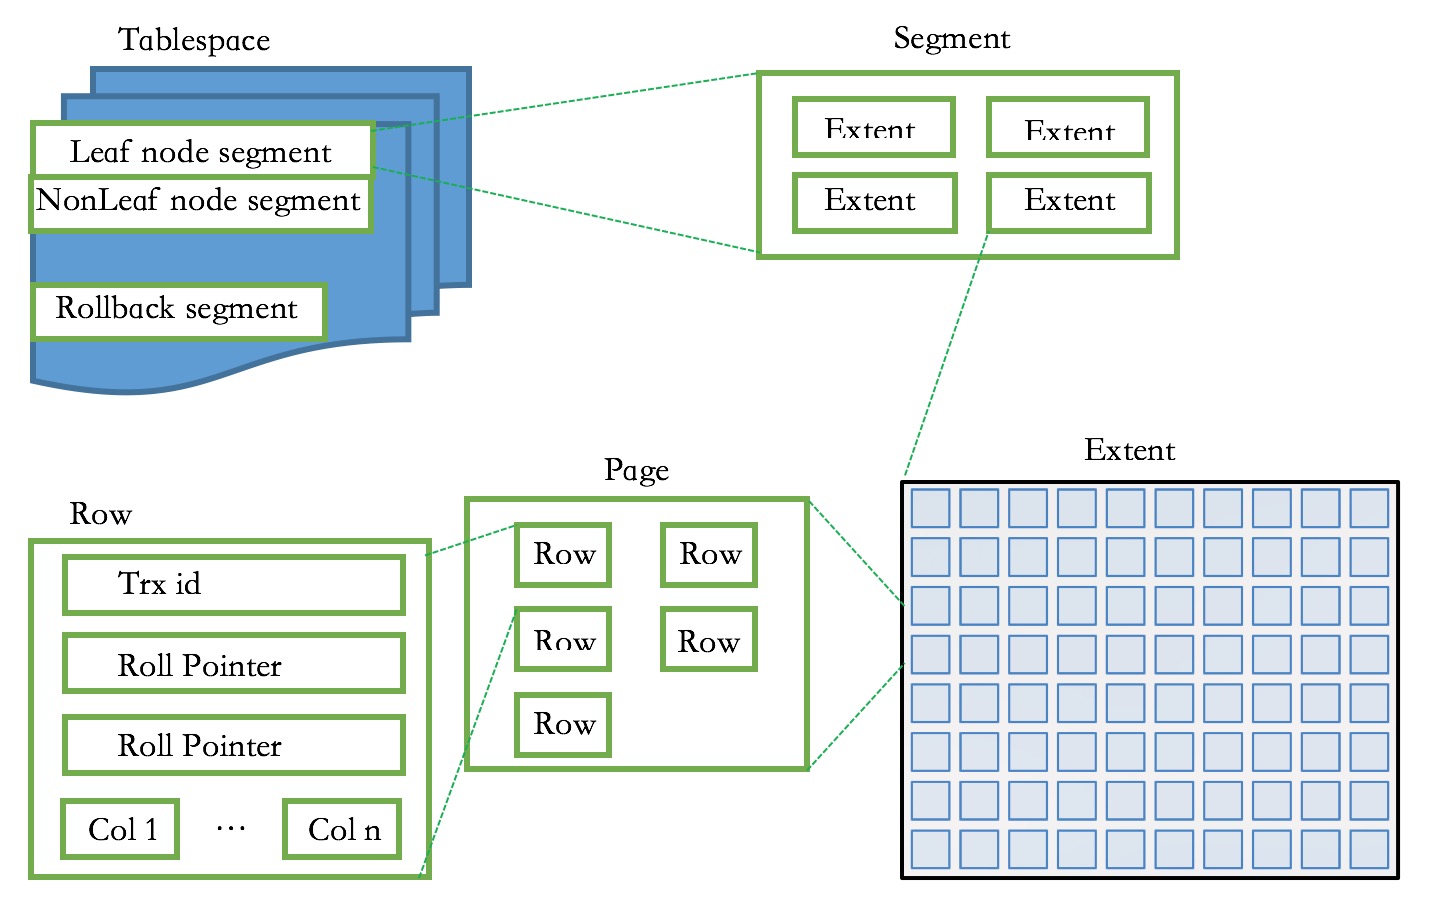 Tablespace
Leaf node segment
NonLeaf node segment
Rollback segment
Segment
Extent
Extent
Extent
Extent
Extent
Page
Row
Row
Row
Row
Row
Row
Trx id
Roll Pointer
Roll Pointer
Col 1 ... Col n